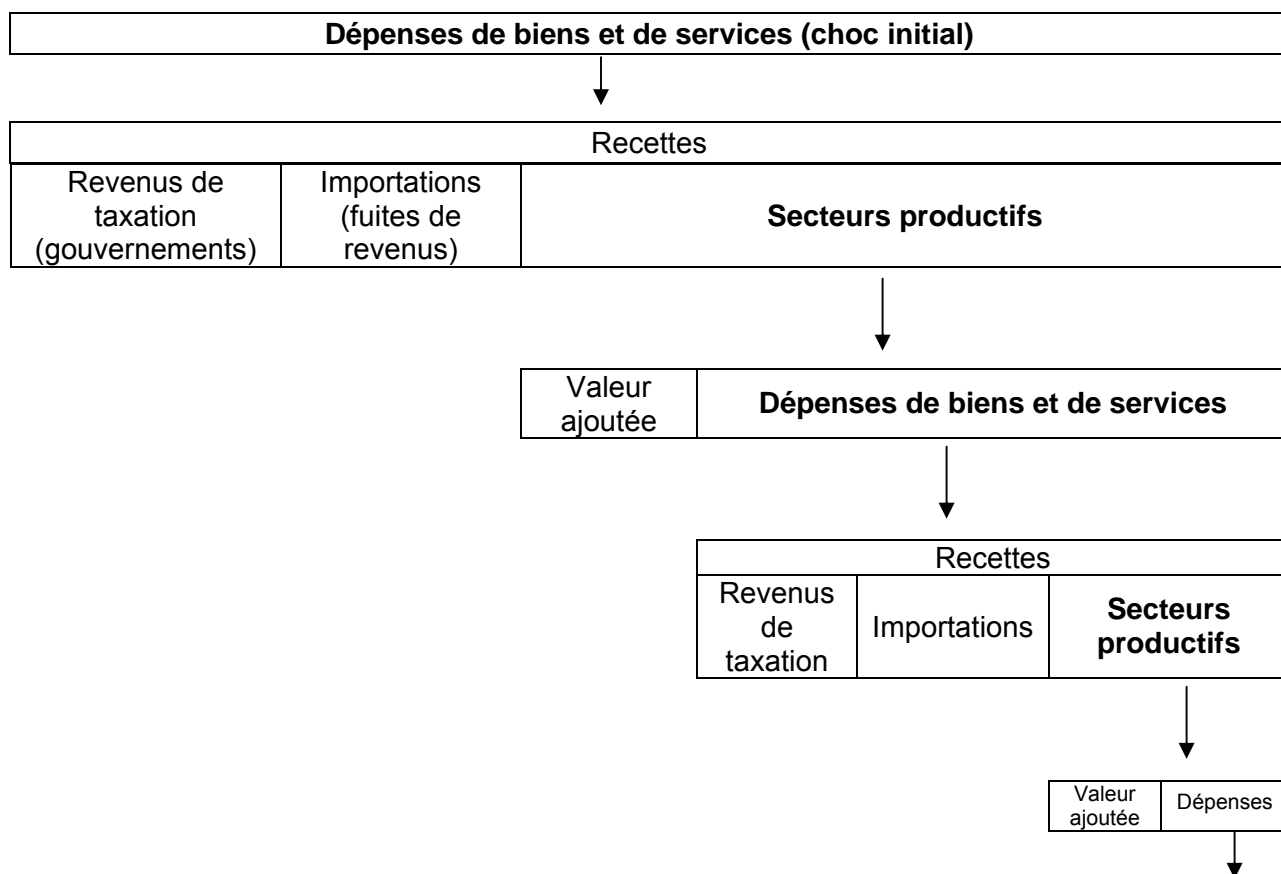 Dépenses de biens et de services (choc initial)
Recettes
Revenus de
taxation
(gouvernements)
Importations
(fuites de
revenus)
Secteurs productifs
Valeur
ajoutée
Dépenses de biens et de services
Recettes
Revenus
de
taxation
Importations
Secteurs
productifs
Valeur
ajoutée
Dépenses